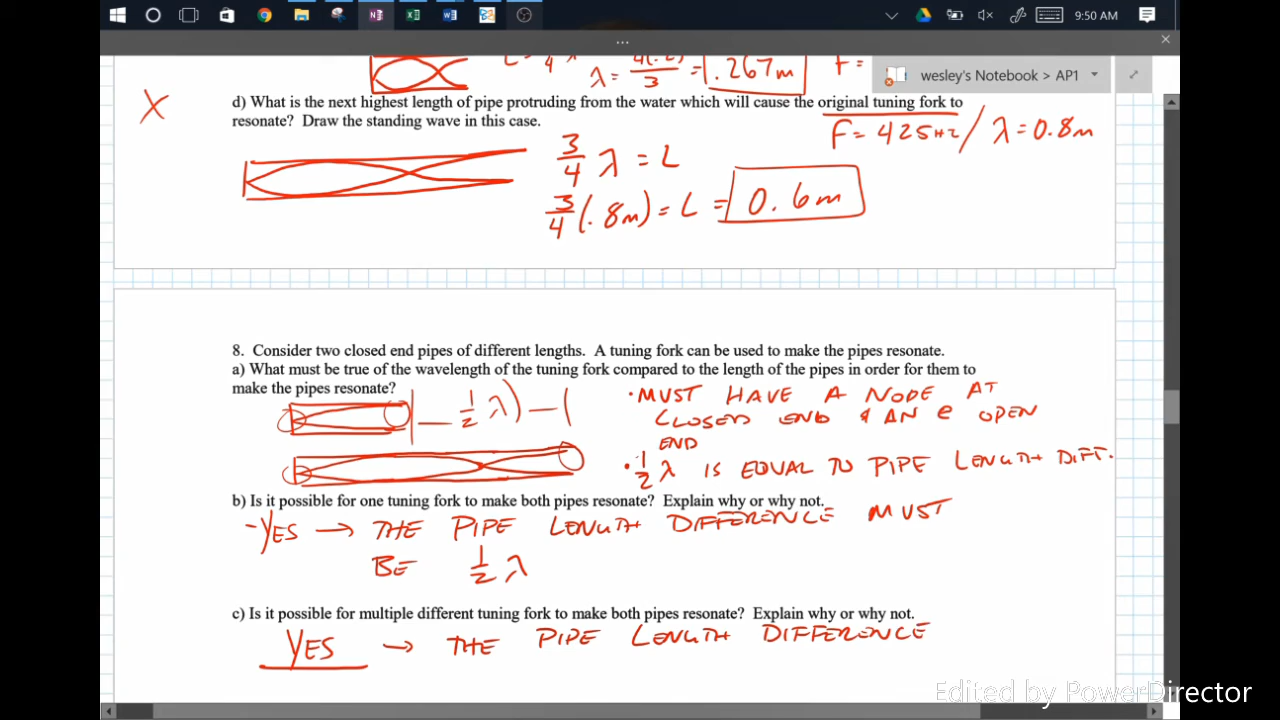 9:50 AM
wesley's Notebook > AP1
λ = = .267m F =
d) What is the next highest length of pipe protruding from the water which will cause the original tuning fork to
resonate? Draw the standing wave in this case.
F = 425Hz / λ = 0.8m
3/4 λ = L
3/4 (.8m) = L = 0.6m
8. Consider two closed end pipes of different lengths. A tuning fork can be used to make the pipes resonate.
a) What must be true of the wavelength of the tuning fork compared to the length of the pipes in order for them to
make the pipes resonate?
1/2 λ
• MUST HAVE A NODE AT
CLOSED END & AN @ OPEN
END
• 1/2 λ IS EQUAL TO PIPE LENGTH DIFF.
b) Is it possible for one tuning fork to make both pipes resonate? Explain why or why not.
-YES → THE PIPE LENGTH DIFFERENCE MUST
BE 1/2 λ
c) Is it possible for multiple different tuning fork to make both pipes resonate? Explain why or why not.
YES → THE PIPE LENGTH DIFFERENCE
Edited by PowerDirector